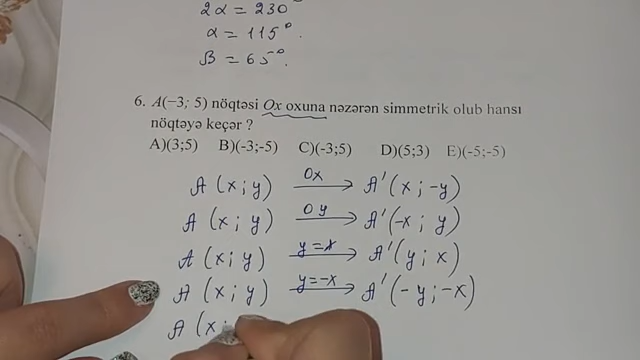 2α = 230°
α = 115°.
β = 65°.
6. A(−3; 5) nöqtəsi Ox oxuna nəzərən simmetrik olub hansı
nöqtəyə keçər ?
A)(3;5) B)(-3;-5) C)(-3;5) D)(5;3) E)(-5;-5)
A (x ; y) Ox → A' (x ; -y)
A (x ; y) Oy → A' (-x ; y)
A (x ; y) y=x → A' (y ; x)
A (x ; y) y=-x → A' (-y ; -x)
A (x ;